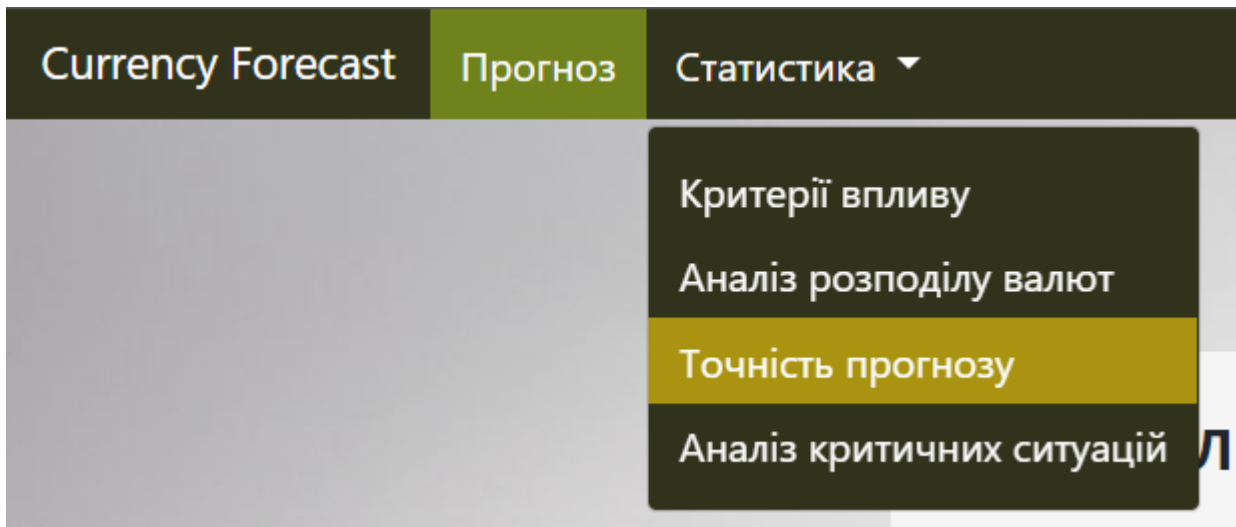 Currency Forecast Прогноз Статистика
Критерії впливу
Аналіз розподілу валют
Точність прогнозу
Аналіз критичних ситуацій